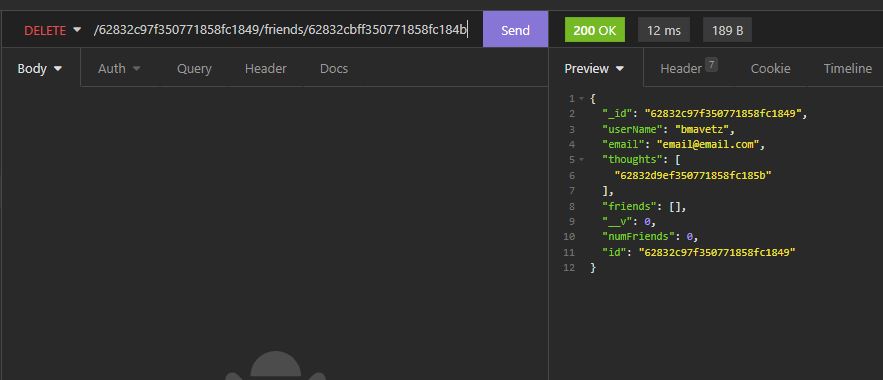 DELETE /62832c97f350771858fc1849/friends/62832cbff350771858fc184b Send 200 OK 12 ms 189 B
Body Auth Query Header Docs Preview Header 7 Cookie Timeline
1 {
2 "_id": "62832c97f350771858fc1849",
3 "userName": "bmavetz",
4 "email": "email@email.com",
5 "thoughts": [
6 "62832d9ef350771858fc185b"
7 ],
8 "friends": [],
9 "__v": 0,
10 "numFriends": 0,
11 "id": "62832c97f350771858fc1849"
12 }